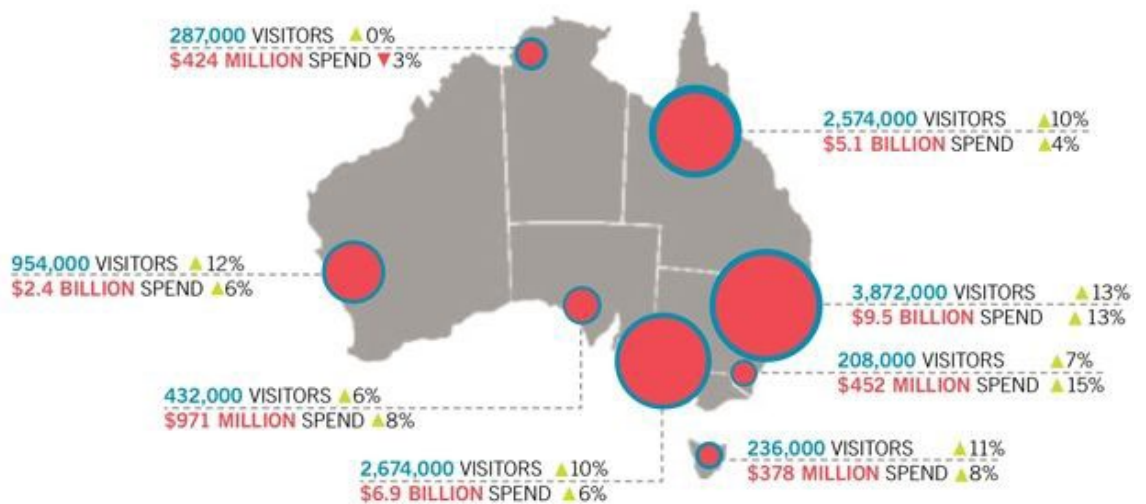 287,000 VISITORS ▲0%
$424 MILLION SPEND ▼3%
2,574,000 VISITORS ▲10%
$5.1 BILLION SPEND ▲4%
954,000 VISITORS ▲12%
$2.4 BILLION SPEND ▲6%
3,872,000 VISITORS ▲13%
$9.5 BILLION SPEND ▲13%
208,000 VISITORS ▲7%
$452 MILLION SPEND ▲15%
432,000 VISITORS ▲6%
$971 MILLION SPEND ▲8%
236,000 VISITORS ▲11%
$378 MILLION SPEND ▲8%
2,674,000 VISITORS ▲10%
$6.9 BILLION SPEND ▲6%